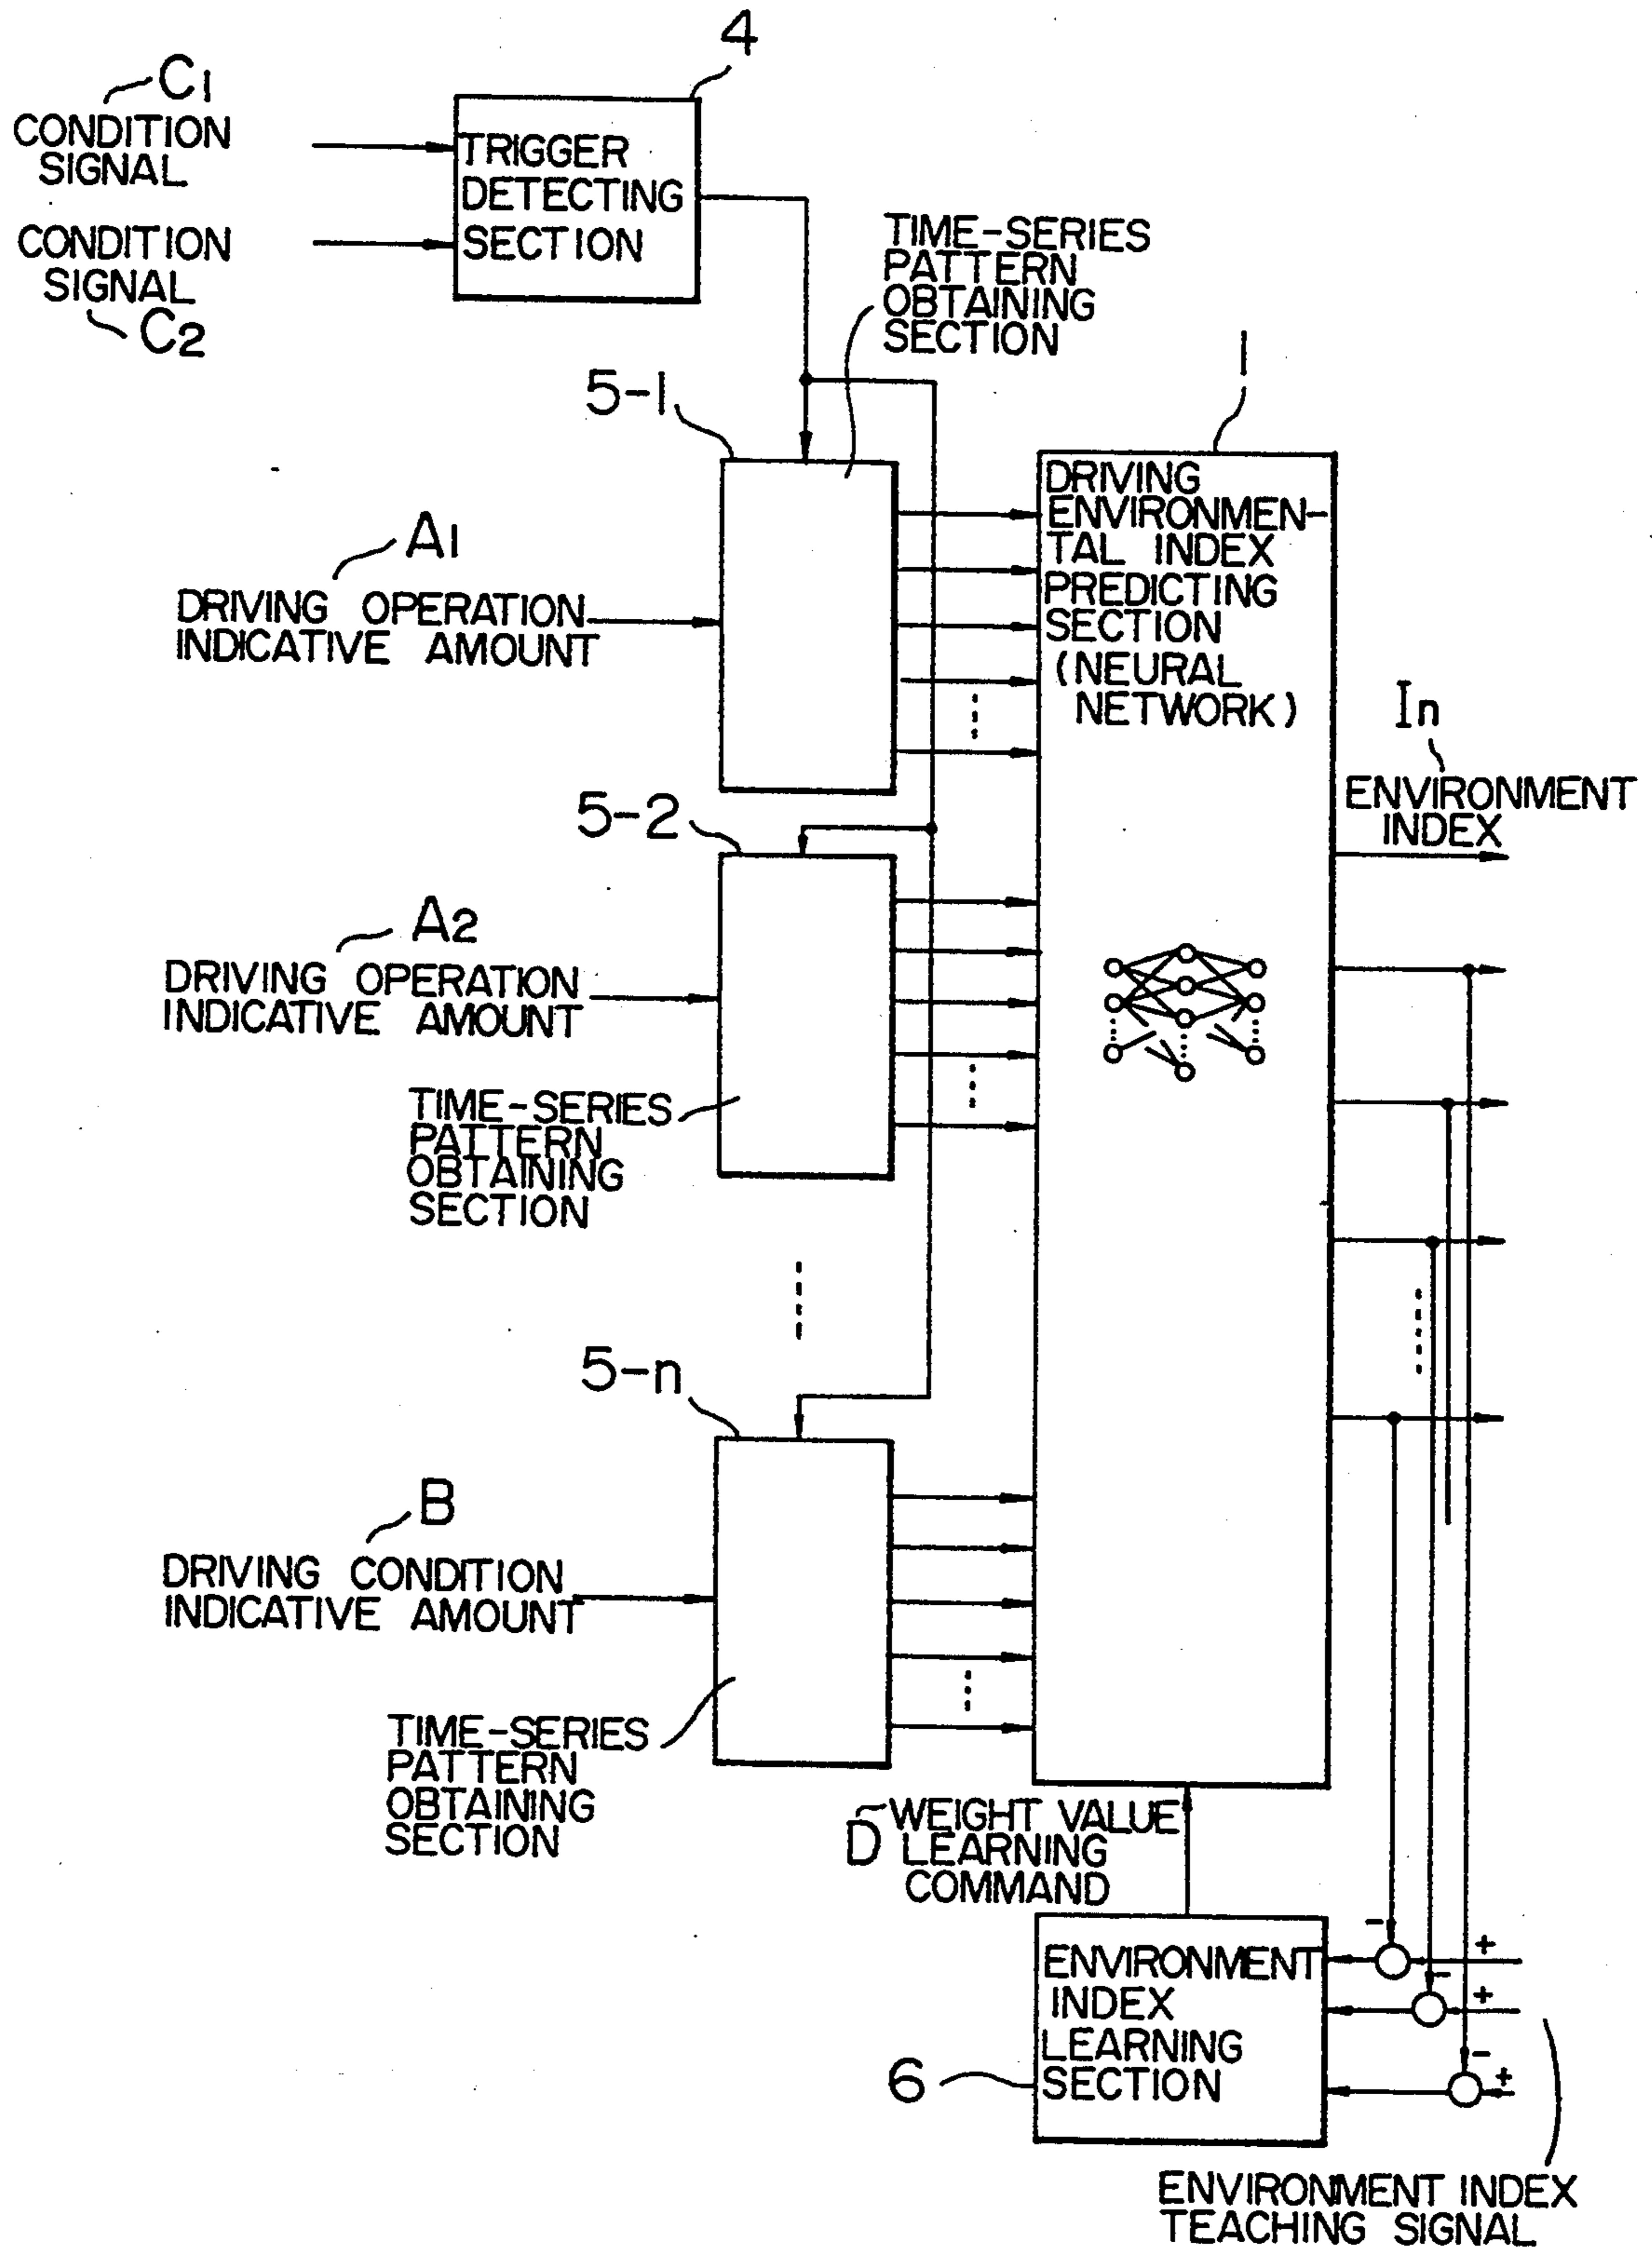 4
C1
CONDITION
SIGNAL
CONDITION
SIGNAL
C2
TRIGGER
DETECTING
SECTION
TIME-SERIES
PATTERN
OBTAINING
SECTION
5-1
1
A1
DRIVING OPERATION
INDICATIVE AMOUNT
DRIVING
ENVIRONMEN-
TAL INDEX
PREDICTING
SECTION
(NEURAL
NETWORK)
In
ENVIRONMENT
INDEX
5-2
A2
DRIVING OPERATION
INDICATIVE AMOUNT
TIME-SERIES
PATTERN
OBTAINING
SECTION
5-n
B
DRIVING CONDITION
INDICATIVE AMOUNT
TIME-SERIES
PATTERN
OBTAINING
SECTION
D
WEIGHT VALUE
LEARNING
COMMAND
- +
- +
- +
ENVIRONMENT
INDEX
LEARNING
SECTION
6
ENVIRONMENT INDEX
TEACHING SIGNAL